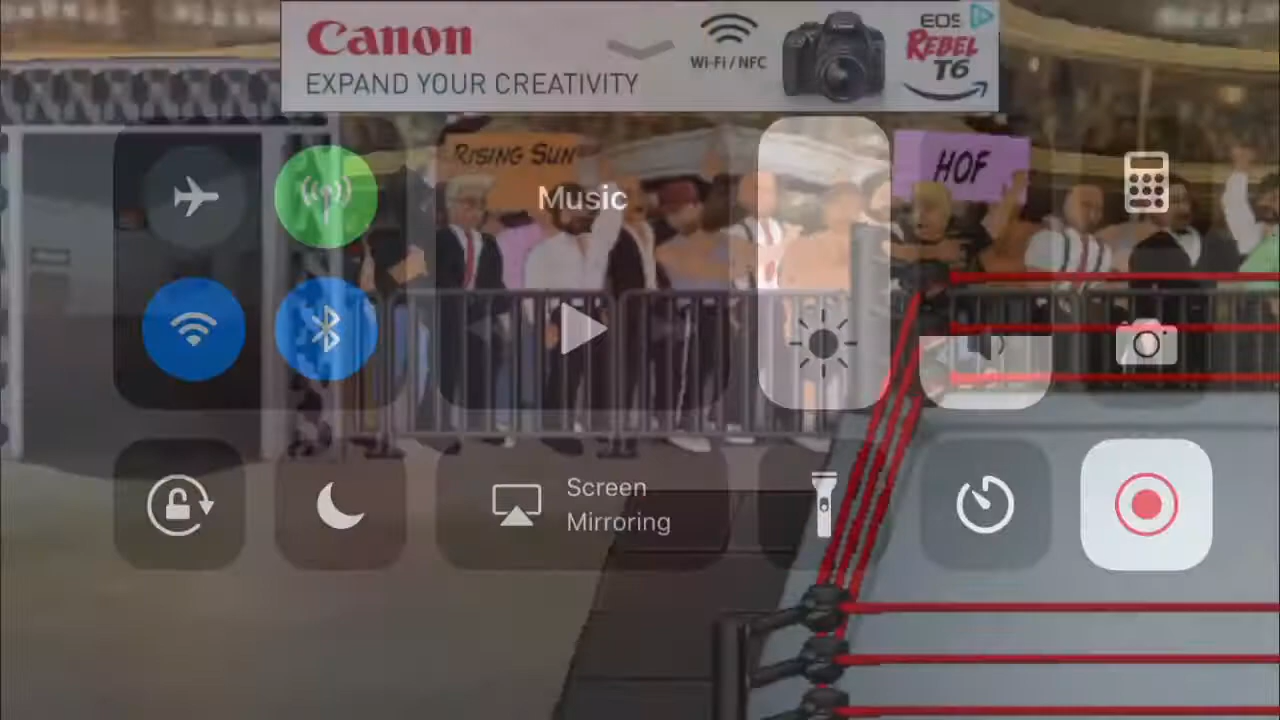 Canon
EXPAND YOUR CREATIVITY
Wi-Fi / NFC
EOS
REBEL
T6
RISING SUN
HOF
Music
Screen
Mirroring